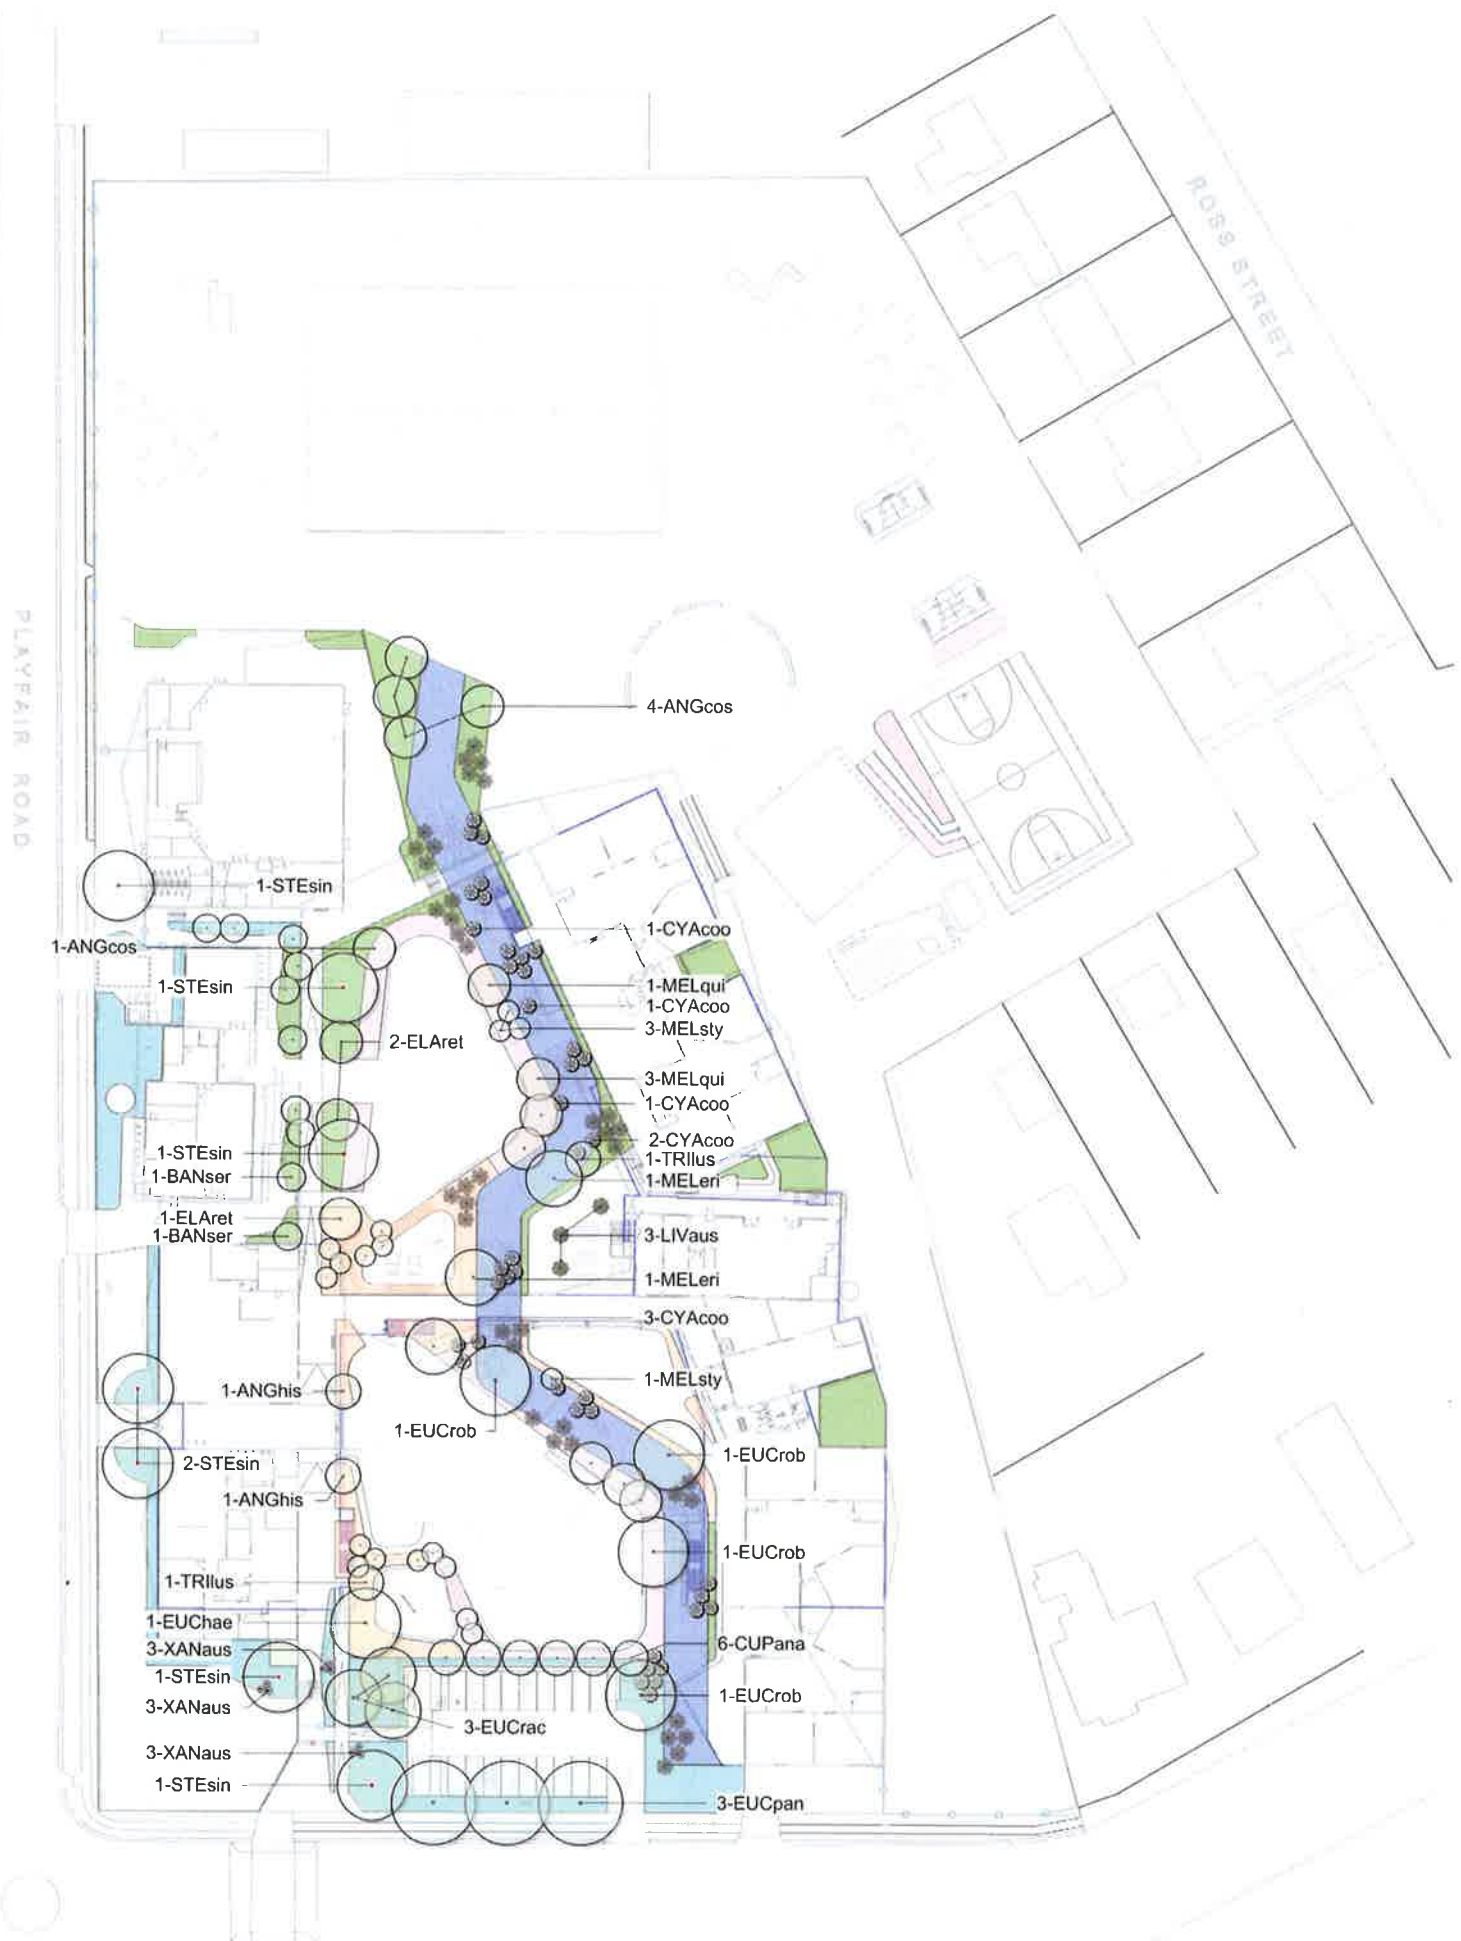 ROSS STREET
PLAYFAIR ROAD
4-ANGcos
1-STEsin
1-CYAcoo
1-ANGcos
1-STEsin
1-MELqui
1-CYAcoo
3-MELsty
2-ELAret
3-MELqui
1-CYAcoo
2-CYAcoo
1-STEsin
1-TRIlus
1-BANser
1-MELeri
1-ELAret
1-BANser
3-LIVaus
1-MELeri
3-CYAcoo
1-ANGhis
1-MELsty
1-EUCrob
1-EUCrob
2-STEsin
1-ANGhis
1-EUCrob
1-TRIlus
1-EUChae
6-CUPana
3-XANaus
1-STEsin
1-EUCrob
3-XANaus
3-EUCrac
3-XANaus
1-STEsin
3-EUCpan